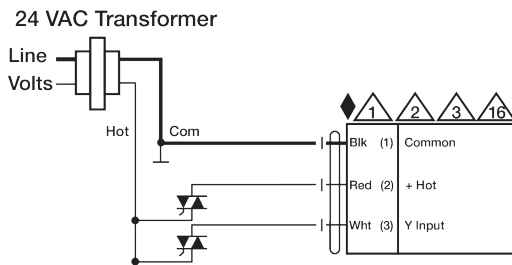 24 VAC Transformer
Line
Volts
Hot
Com
1 2 3 16
Blk (1) Common
Red (2) + Hot
Wht (3) Y Input